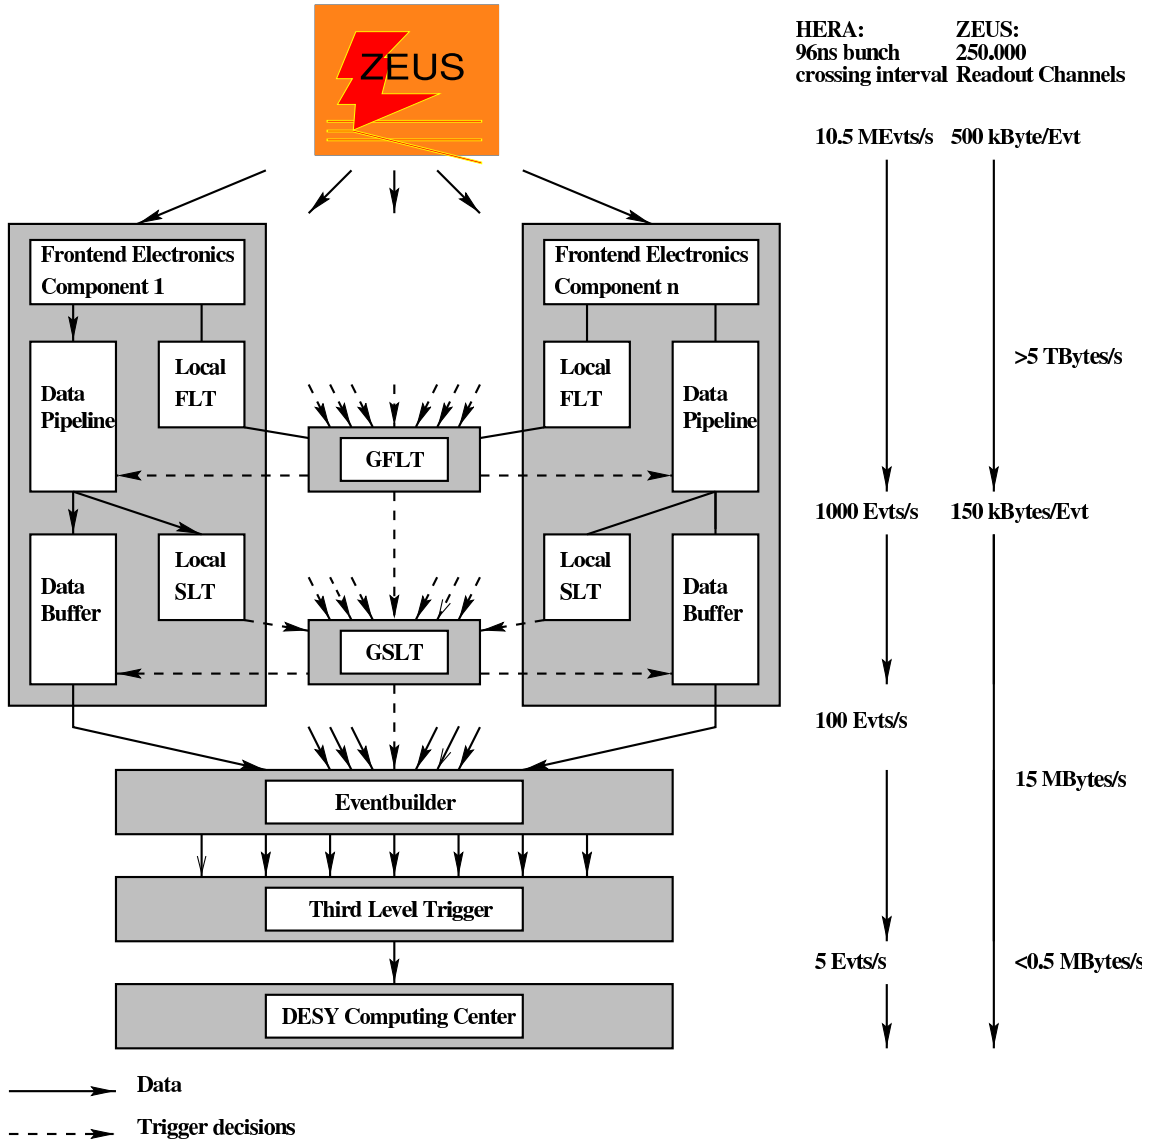 ZEUS
HERA:
96ns bunch
crossing interval
ZEUS:
250.000
Readout Channels
10.5 MEvts/s
500 kByte/Evt
Frontend Electronics
Component 1
Frontend Electronics
Component n
>5 TBytes/s
Local
FLT
Data
Pipeline
Local
FLT
Data
Pipeline
GFLT
1000 Evts/s
150 kBytes/Evt
Local
SLT
Data
Buffer
Local
SLT
Data
Buffer
GSLT
100 Evts/s
15 MBytes/s
Eventbuilder
Third Level Trigger
5 Evts/s
<0.5 MBytes/s
DESY Computing Center
Data
Trigger decisions